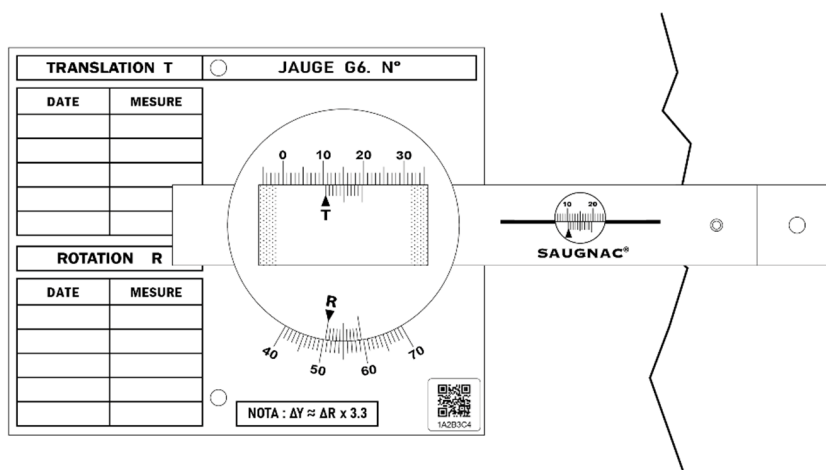 TRANSLATION T
JAUGE G6. N°
DATE MESURE
0 10 20 30
T
10 20
SAUGNAC®
ROTATION R
DATE MESURE
R
40 50 60 70
NOTA : ΔY ≈ ΔR x 3.3
1A2B3C4